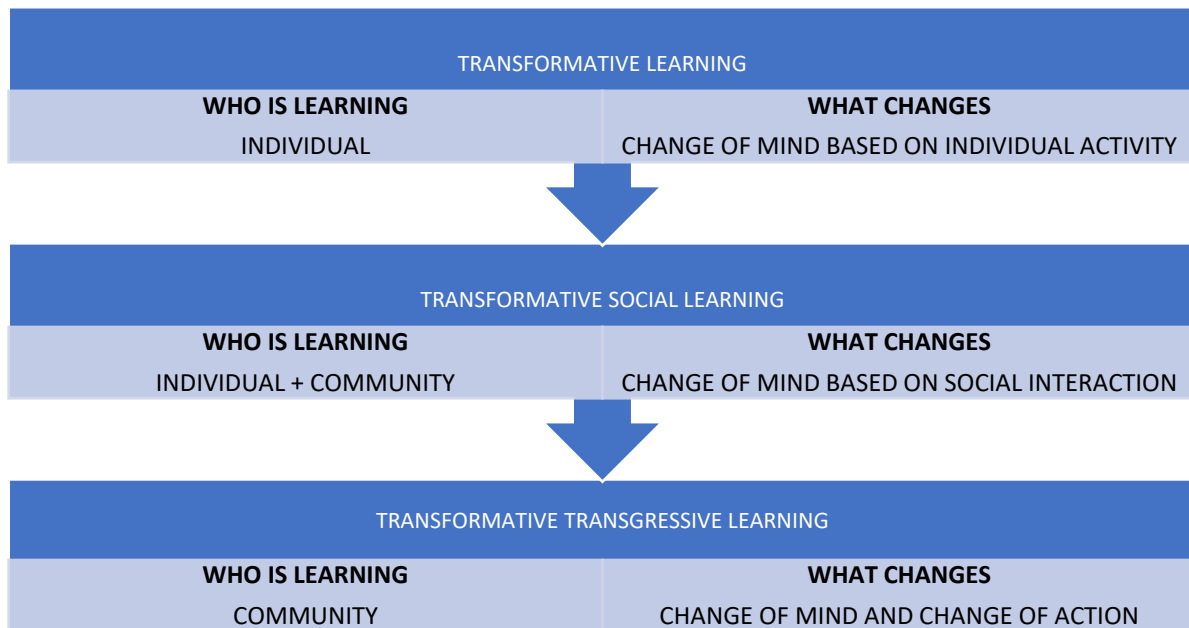 TRANSFORMATIVE LEARNING
WHO IS LEARNING
WHAT CHANGES
INDIVIDUAL
CHANGE OF MIND BASED ON INDIVIDUAL ACTIVITY
TRANSFORMATIVE SOCIAL LEARNING
WHO IS LEARNING
WHAT CHANGES
INDIVIDUAL + COMMUNITY
CHANGE OF MIND BASED ON SOCIAL INTERACTION
TRANSFORMATIVE TRANSGRESSIVE LEARNING
WHO IS LEARNING
WHAT CHANGES
COMMUNITY
CHANGE OF MIND AND CHANGE OF ACTION